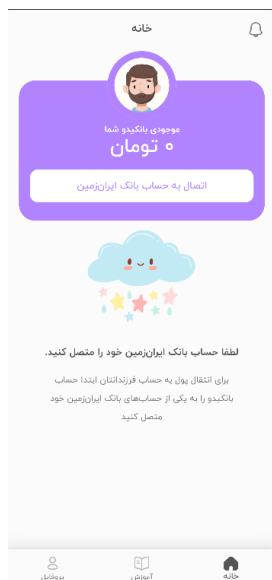 خانه
موجودی بانکیدو شما
۰ تومان
اتصال به حساب بانک ایران‌زمین
لطفا حساب بانک ایران‌زمین خود را متصل کنید.
برای انتقال پول به حساب فرزندانتان ابتدا حساب
بانکیدو را به یکی از حساب‌های بانک ایران‌زمین خود
متصل کنید
خانه
آموزش
پروفایل